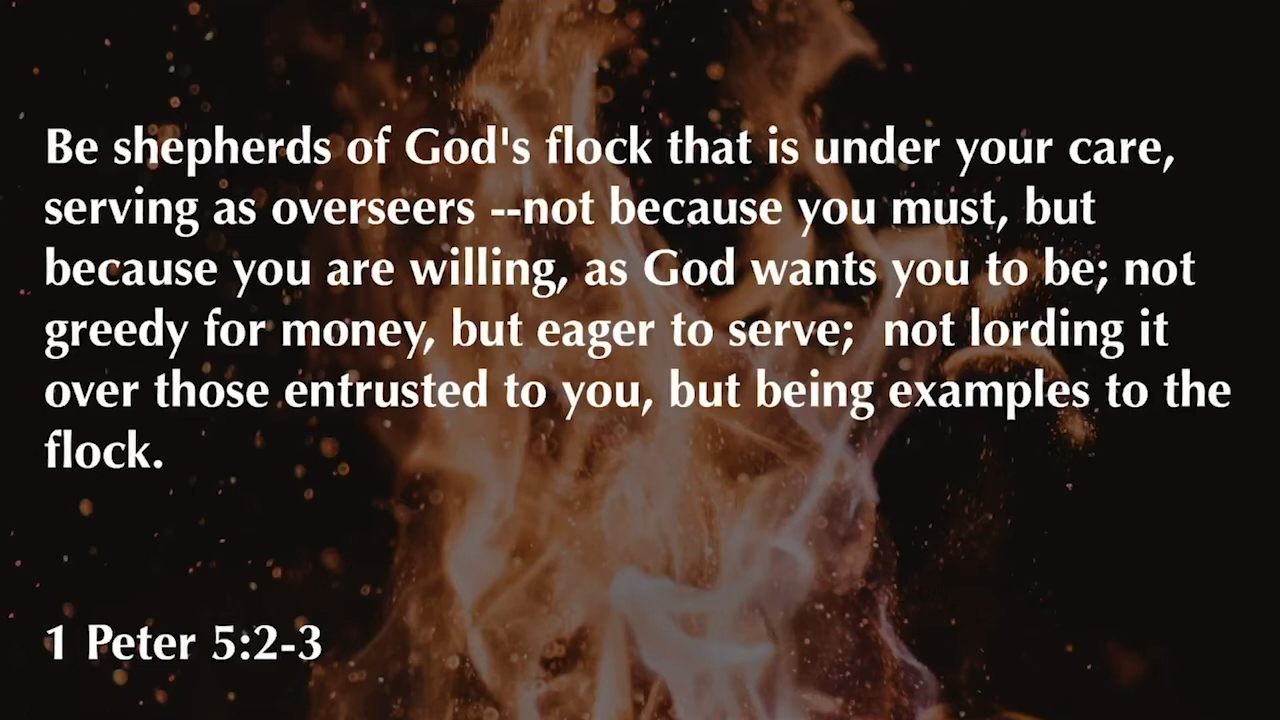 Be shepherds of God's flock that is under your care,
serving as overseers --not because you must, but
because you are willing, as God wants you to be; not
greedy for money, but eager to serve;  not lording it
over those entrusted to you, but being examples to the
flock.
1 Peter 5:2-3